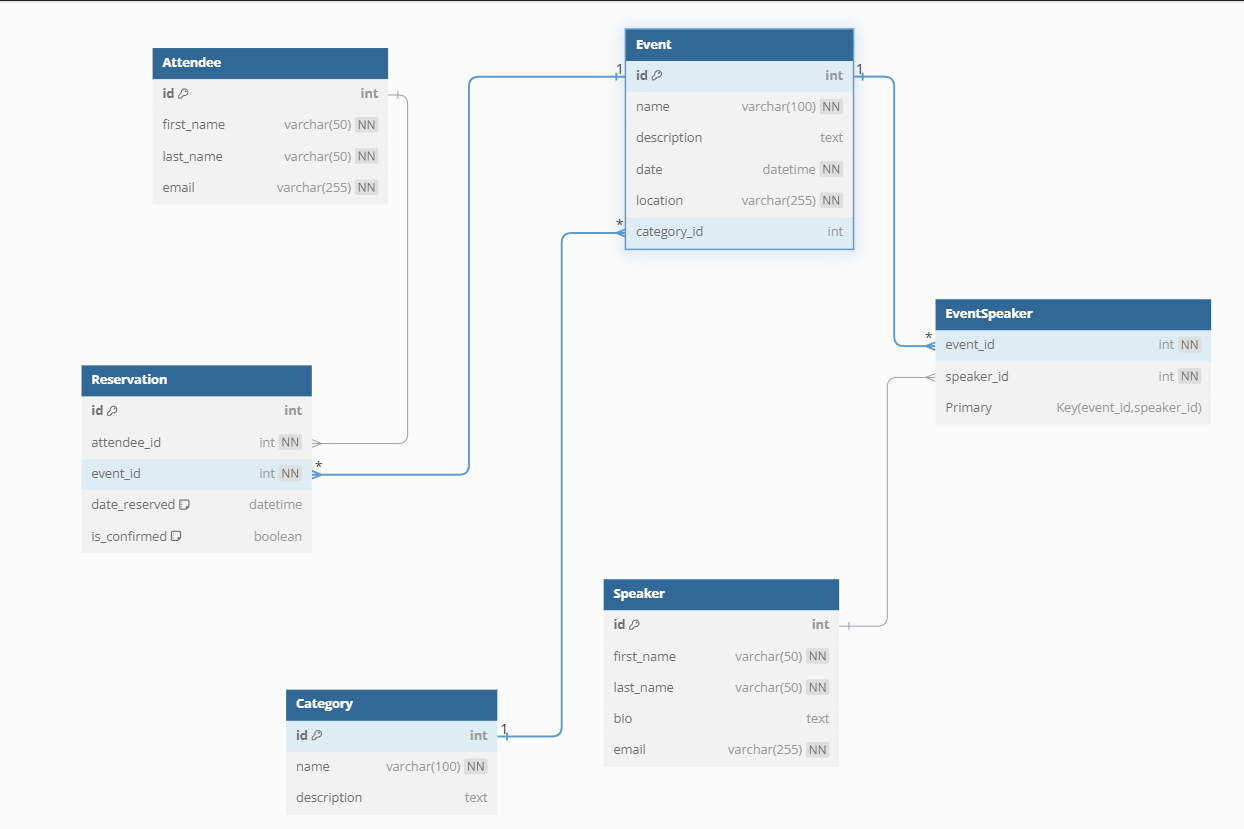 Attendee
id int
first_name varchar(50) NN
last_name varchar(50) NN
email varchar(255) NN
Event
1 id int 1
name varchar(100) NN
description text
date datetime NN
location varchar(255) NN
* category_id int
EventSpeaker
* event_id int NN
speaker_id int NN
Primary Key(event_id,speaker_id)
Reservation
id int
attendee_id int NN
event_id int NN *
date_reserved datetime
is_confirmed boolean
Speaker
id int
first_name varchar(50) NN
last_name varchar(50) NN
bio text
email varchar(255) NN
Category
id int 1
name varchar(100) NN
description text